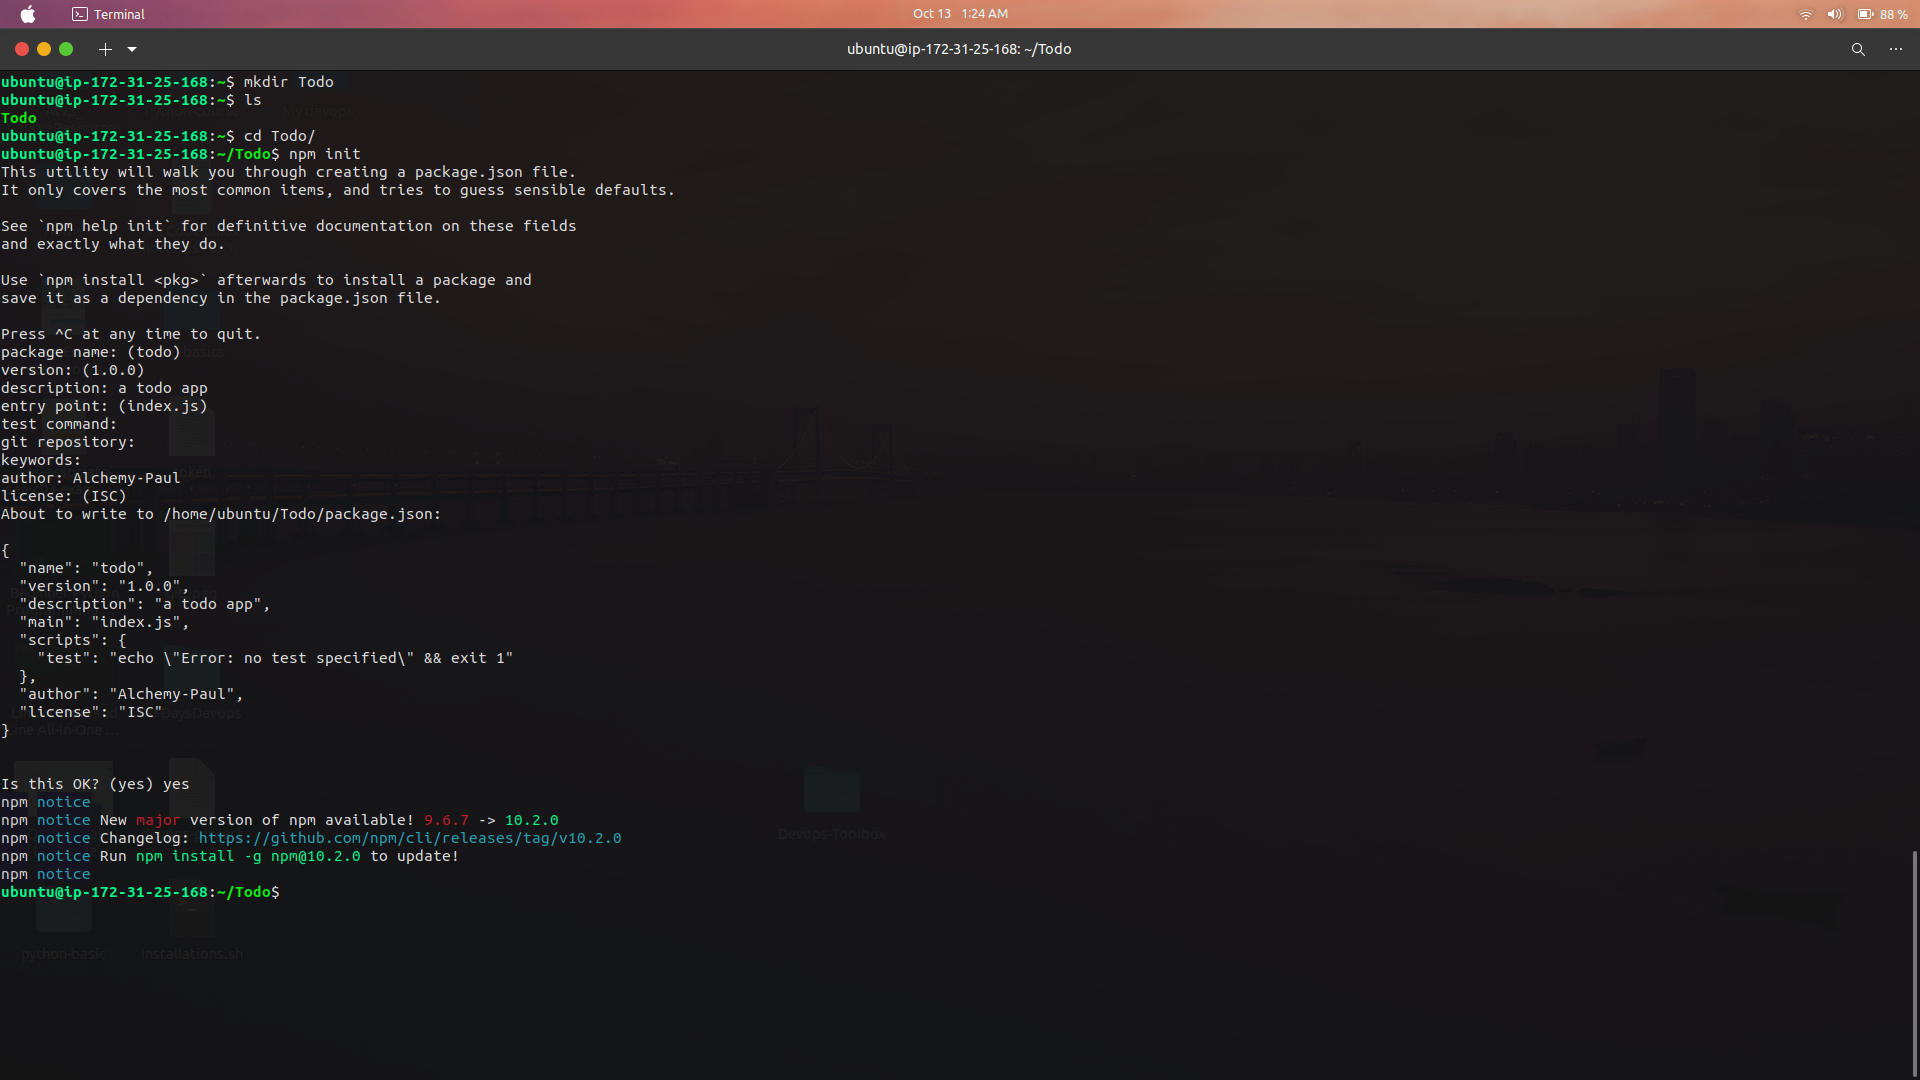 Terminal
Oct 13 1:24 AM
88 %
ubuntu@ip-172-31-25-168: ~/Todo
ubuntu@ip-172-31-25-168:~$ mkdir Todo
ubuntu@ip-172-31-25-168:~$ ls
Todo
ubuntu@ip-172-31-25-168:~$ cd Todo/
ubuntu@ip-172-31-25-168:~/Todo$ npm init
This utility will walk you through creating a package.json file.
It only covers the most common items, and tries to guess sensible defaults.
See `npm help init` for definitive documentation on these fields
and exactly what they do.
Use `npm install <pkg>` afterwards to install a package and
save it as a dependency in the package.json file.
Press ^C at any time to quit.
package name: (todo)
version: (1.0.0)
description: a todo app
entry point: (index.js)
test command:
git repository:
keywords:
author: Alchemy-Paul
license: (ISC)
About to write to /home/ubuntu/Todo/package.json:
{
  "name": "todo",
  "version": "1.0.0",
  "description": "a todo app",
  "main": "index.js",
  "scripts": {
    "test": "echo \"Error: no test specified\" && exit 1"
  },
  "author": "Alchemy-Paul",
  "license": "ISC"
}
Is this OK? (yes) yes
npm notice
npm notice New major version of npm available! 9.6.7 -> 10.2.0
npm notice Changelog: https://github.com/npm/cli/releases/tag/v10.2.0
npm notice Run npm install -g npm@10.2.0 to update!
npm notice
ubuntu@ip-172-31-25-168:~/Todo$
Devops-Toolbox
python-basic
installations.sh